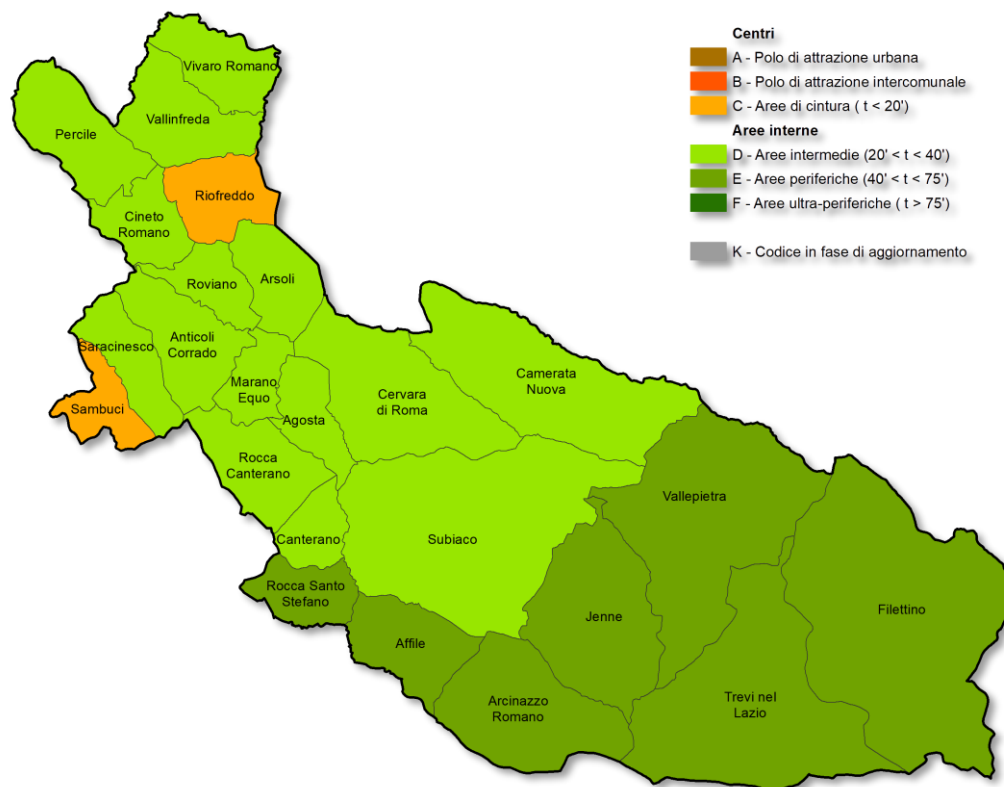 Centri
A - Polo di attrazione urbana
B - Polo di attrazione intercomunale
C - Aree di cintura ( t < 20')
Aree interne
D - Aree intermedie (20' < t < 40')
E - Aree periferiche (40' < t < 75')
F - Aree ultra-periferiche ( t > 75')
K - Codice in fase di aggiornamento
Vivaro Romano
Vallinfreda
Percile
Riofreddo
Cineto
Romano
Arsoli
Roviano
Saracinesco
Anticoli
Corrado
Camerata
Nuova
Marano
Equo
Cervara
di Roma
Sambuci
Agosta
Rocca
Canterano
Vallepietra
Canterano
Subiaco
Rocca Santo
Stefano
Filettino
Jenne
Affile
Arcinazzo
Romano
Trevi nel
Lazio